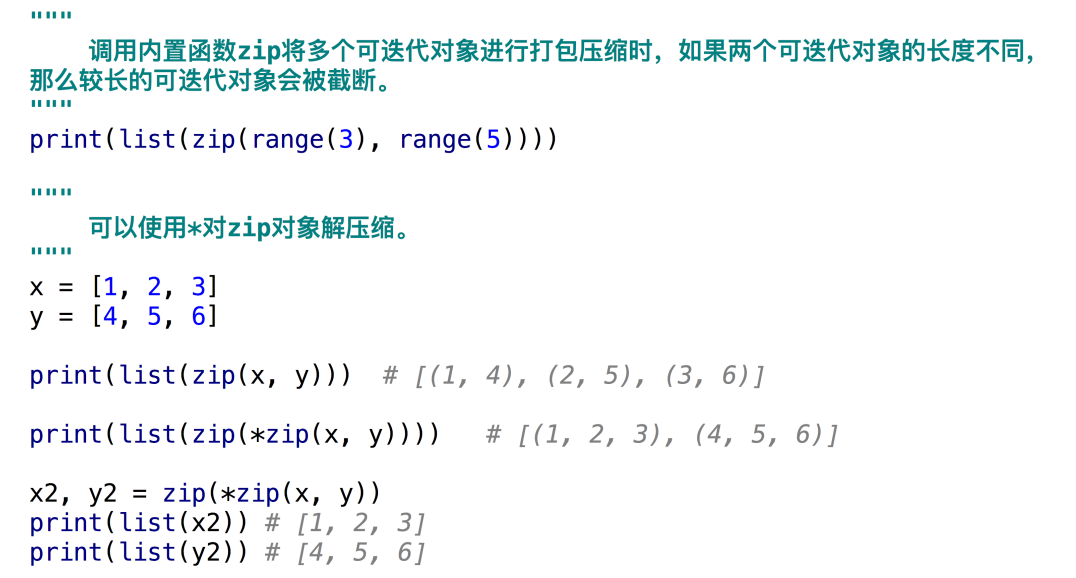 """
    调用内置函数zip将多个可迭代对象进行打包压缩时，如果两个可迭代对象的长度不同，
那么较长的可迭代对象会被截断。
"""
print(list(zip(range(3), range(5))))
"""
    可以使用*对zip对象解压缩。
"""
x = [1, 2, 3]
y = [4, 5, 6]
print(list(zip(x, y)))  # [(1, 4), (2, 5), (3, 6)]
print(list(zip(*zip(x, y))))   # [(1, 2, 3), (4, 5, 6)]
x2, y2 = zip(*zip(x, y))
print(list(x2)) # [1, 2, 3]
print(list(y2)) # [4, 5, 6]